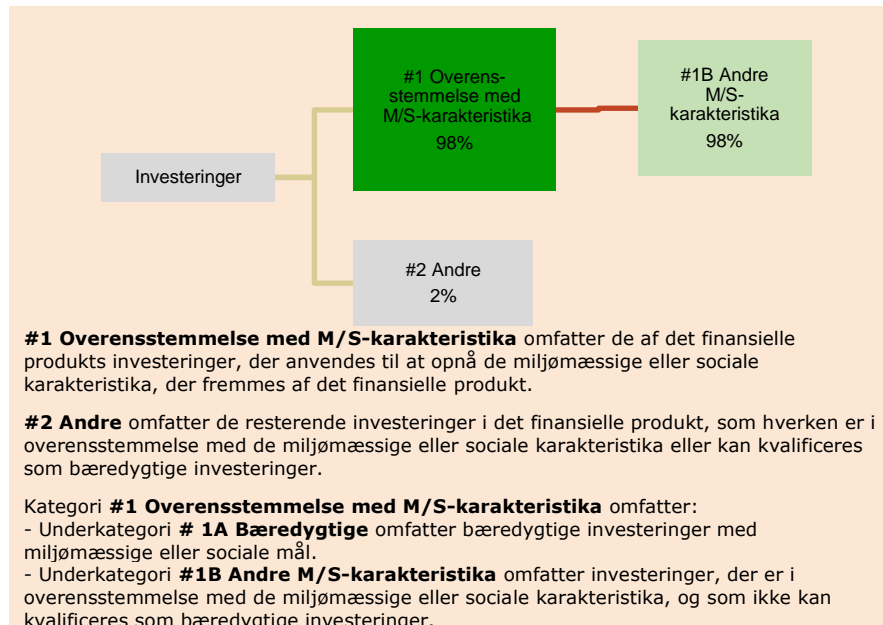 #1 Overens-
stemmelse med
M/S-karakteristika
98%
#1B Andre
M/S-
karakteristika
98%
Investeringer
#2 Andre
2%
#1 Overensstemmelse med M/S-karakteristika omfatter de af det finansielle
produkts investeringer, der anvendes til at opnå de miljømæssige eller sociale
karakteristika, der fremmes af det finansielle produkt.
#2 Andre omfatter de resterende investeringer i det finansielle produkt, som hverken er i
overensstemmelse med de miljømæssige eller sociale karakteristika eller kan kvalificeres
som bæredygtige investeringer.
Kategori #1 Overensstemmelse med M/S-karakteristika omfatter:
- Underkategori # 1A Bæredygtige omfatter bæredygtige investeringer med
miljømæssige eller sociale mål.
- Underkategori #1B Andre M/S-karakteristika omfatter investeringer, der er i
overensstemmelse med de miljømæssige eller sociale karakteristika, og som ikke kan
kvalificeres som bæredygtige investeringer.